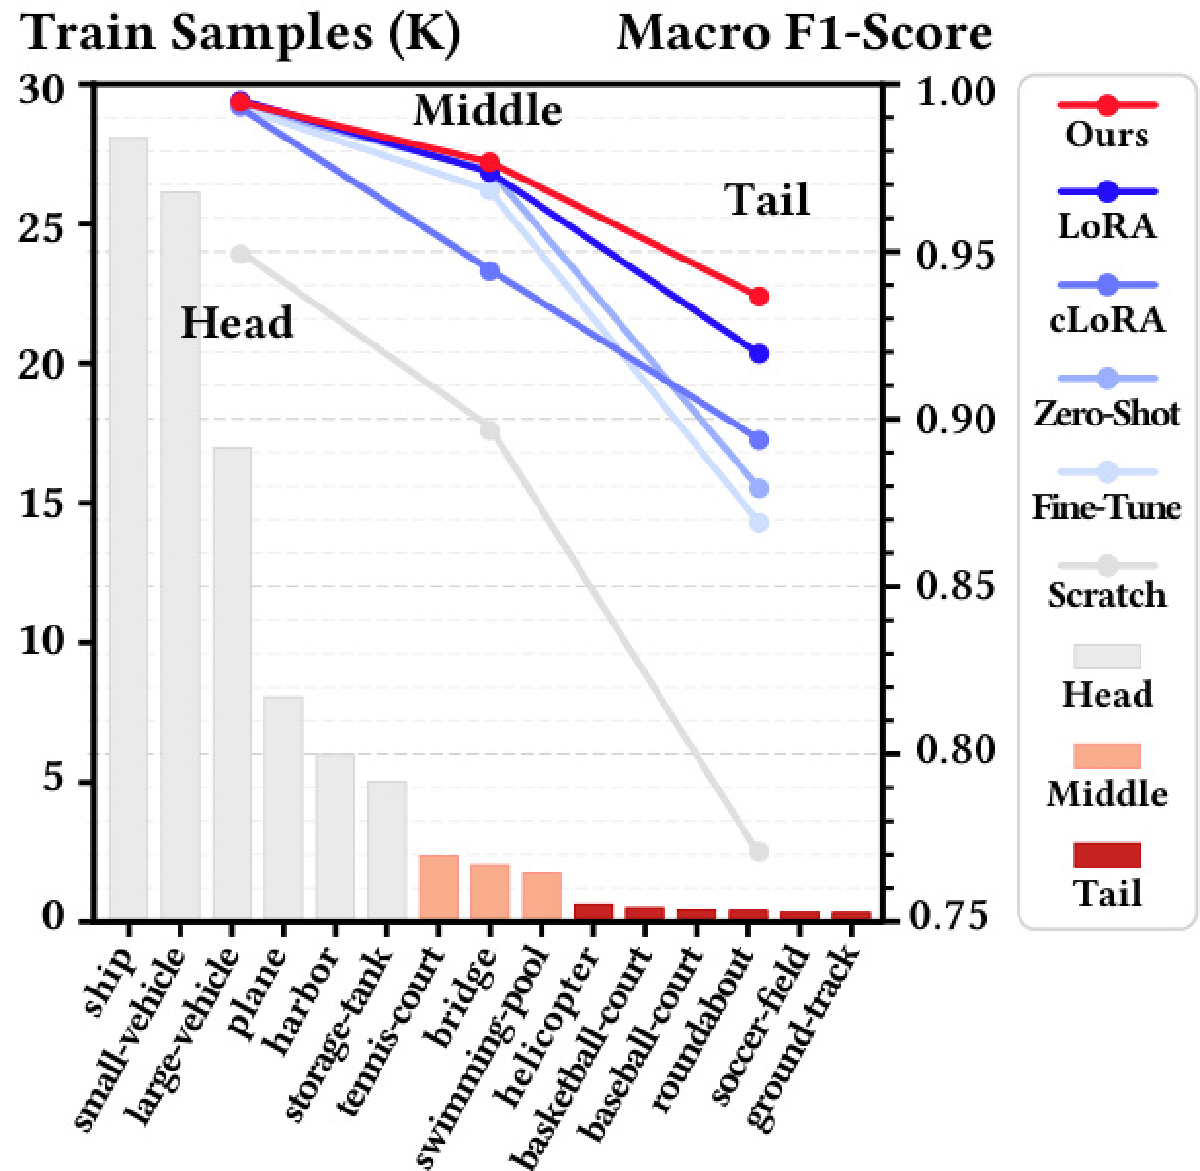 Train Samples (K)
Macro F1-Score
30
25
20
15
10
5
0
1.00
0.95
0.90
0.85
0.80
0.75
Middle
Tail
Head
ship
small-vehicle
large-vehicle
plane
harbor
storage-tank
tennis-court
bridge
swimming-pool
helicopter
basketball-court
baseball-court
roundabout
soccer-field
ground-track
Ours
LoRA
cLoRA
Zero-Shot
Fine-Tune
Scratch
Head
Middle
Tail